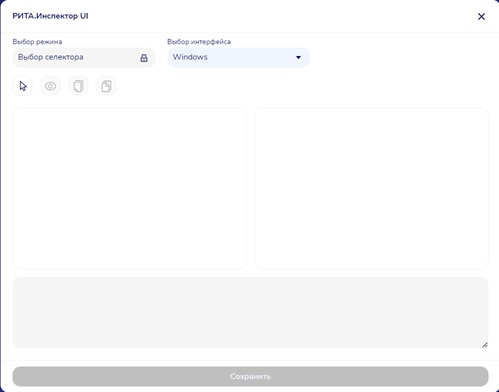 РИТА.Инспектор UI
Выбор режима
Выбор интерфейса
Выбор селектора
Windows
Сохранить